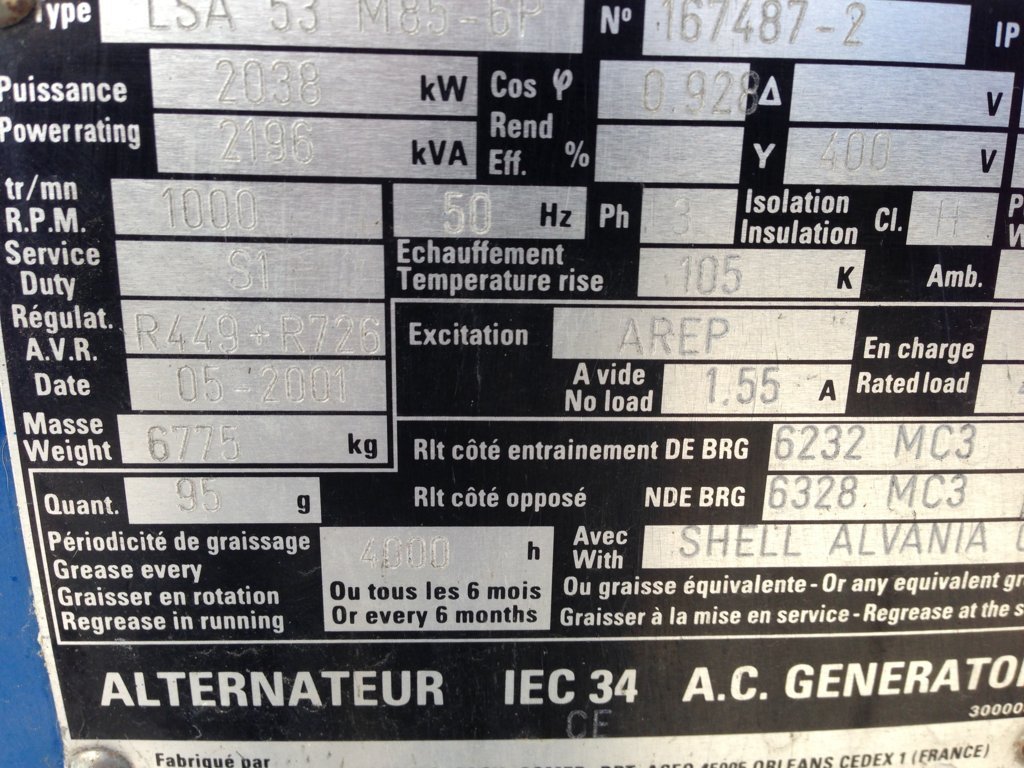 Type LSA 53 M85-6P N° 167487-2 IP
Puissance 2038 kW Cos φ 0.928 Δ V
Power rating 2196 kVA Rend Eff. % Y 400 V
tr/mn R.P.M. 1000 50 Hz Ph 3 Isolation Insulation Cl. H
Service Duty S1 Echauffement Temperature rise 105 K Amb.
Régulat. A.V.R. R449+R726 Excitation AREP En charge
Date 05-2001 A vide No load 1.55 A Rated load
Masse Weight 6775 kg Rlt côté entrainement DE BRG 6232 MC3
Quant. 95 g Rlt côté opposé NDE BRG 6328 MC3
Périodicité de graissage 4000 h Avec With SHELL ALVANIA
Grease every
Graisser en rotation Ou tous les 6 mois Ou graisse équivalente - Or any equivalent gr
Regrease in running Or every 6 months Graisser à la mise en service - Regrease at the s
ALTERNATEUR IEC 34 A.C. GENERATO
CE 30000
Fabriqué par 45005 ORLEANS CEDEX 1 (FRANCE)